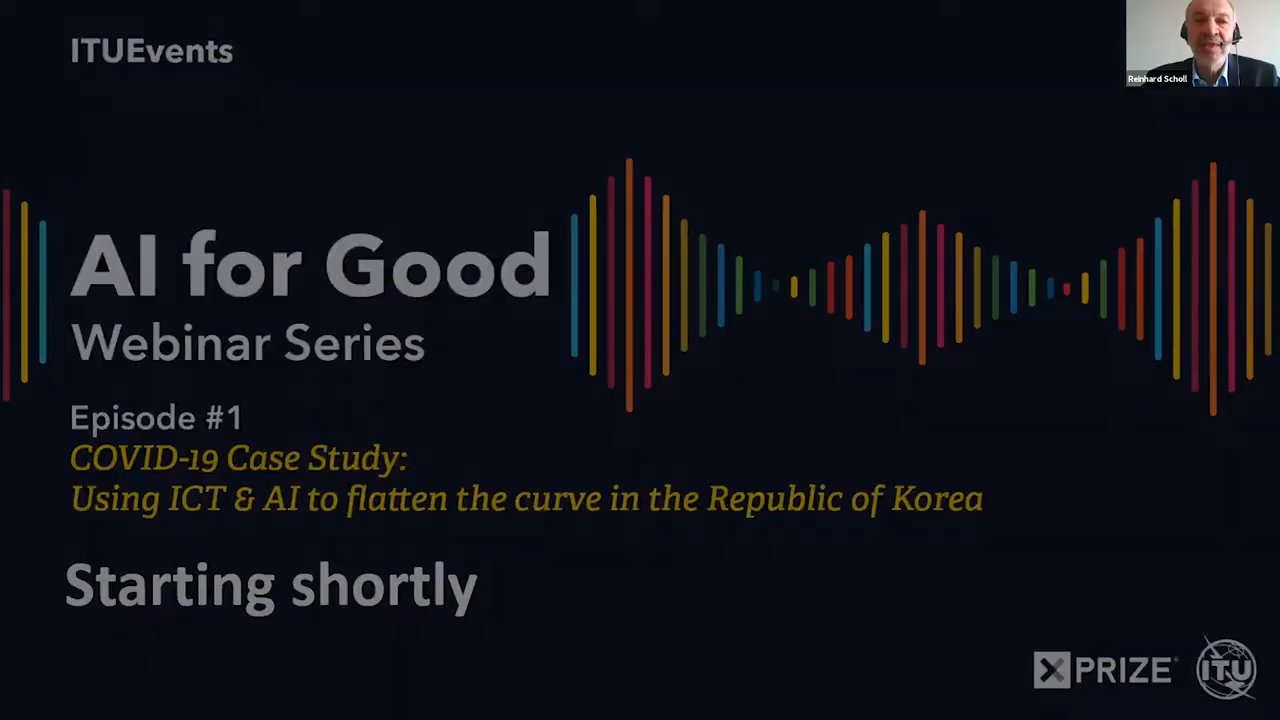 ITUEvents
Reinhard Scholl
AI for Good
Webinar Series
Episode #1
COVID-19 Case Study:
Using ICT & AI to flatten the curve in the Republic of Korea
Starting shortly
XPRIZE
ITU